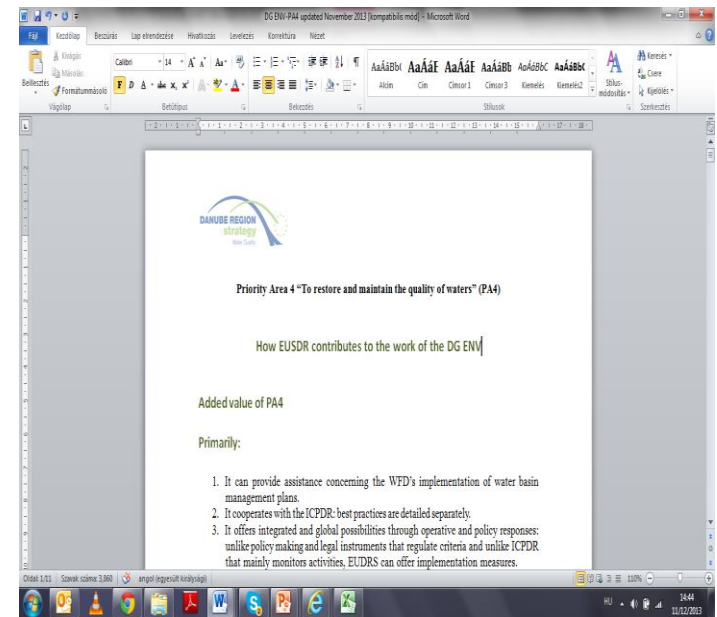 DG ENV-PA4 updated November 2013 [kompatibilis mód] - Microsoft Word
Fájl Kezdőlap Beszúrás Lap elrendezése Hivatkozás Levelezés Korrektúra Nézet
Beillesztés
Kivágás
Másolás
Formátummásoló
Vágólap
Calibri 14
Betűtípus
Bekezdés
AaÁáBbC AaÁáE AaÁáE AaÁáBb AaÁáBbC AaÁáBbC
Alcím Cím Címsor 1 Címsor 3 Kiemelés Kiemelés2
Stílusok
Stílus-
módosítás
Keresés
Csere
Kijelölés
Szerkesztés
DANUBE REGION
strategy
Water Quality
Priority Area 4 “To restore and maintain the quality of waters” (PA4)
How EUSDR contributes to the work of the DG ENV
Added value of PA4
Primarily:
1. It can provide assistance concerning the WFD's implementation of water basin
management plans.
2. It cooperates with the ICPDR: best practices are detailed separately.
3. It offers integrated and global possibilities through operative and policy responses:
unlike policy making and legal instruments that regulate criteria and unlike ICPDR
that mainly monitors activities, EUDRS can offer implementation measures.
Oldal: 1/11 Szavak száma: 3,060 angol (egyesült királysági) 110%
HU 14:44
11/12/2013